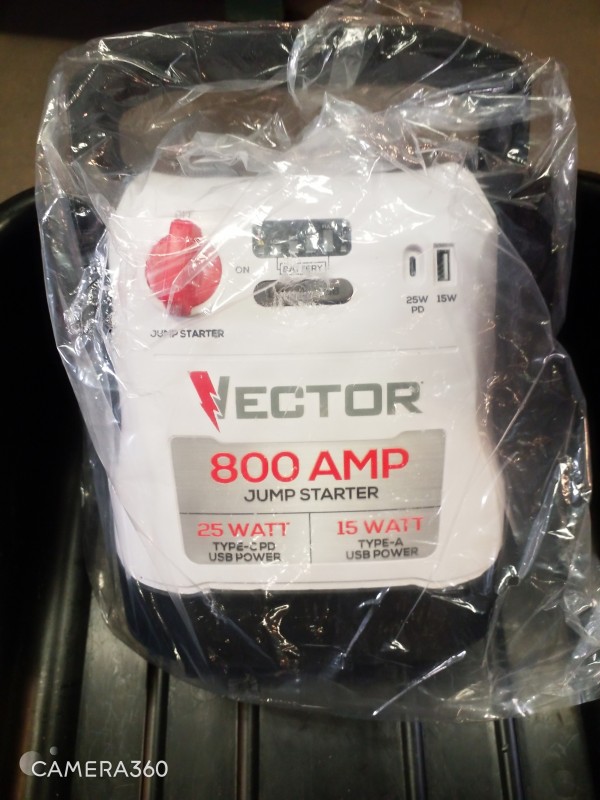 OFF
ON
BATTERY
25W PD
15W
JUMP STARTER
VECTOR
800 AMP
JUMP STARTER
25 WATT
TYPE-C PD
USB POWER
15 WATT
TYPE-A
USB POWER
CAMERA360